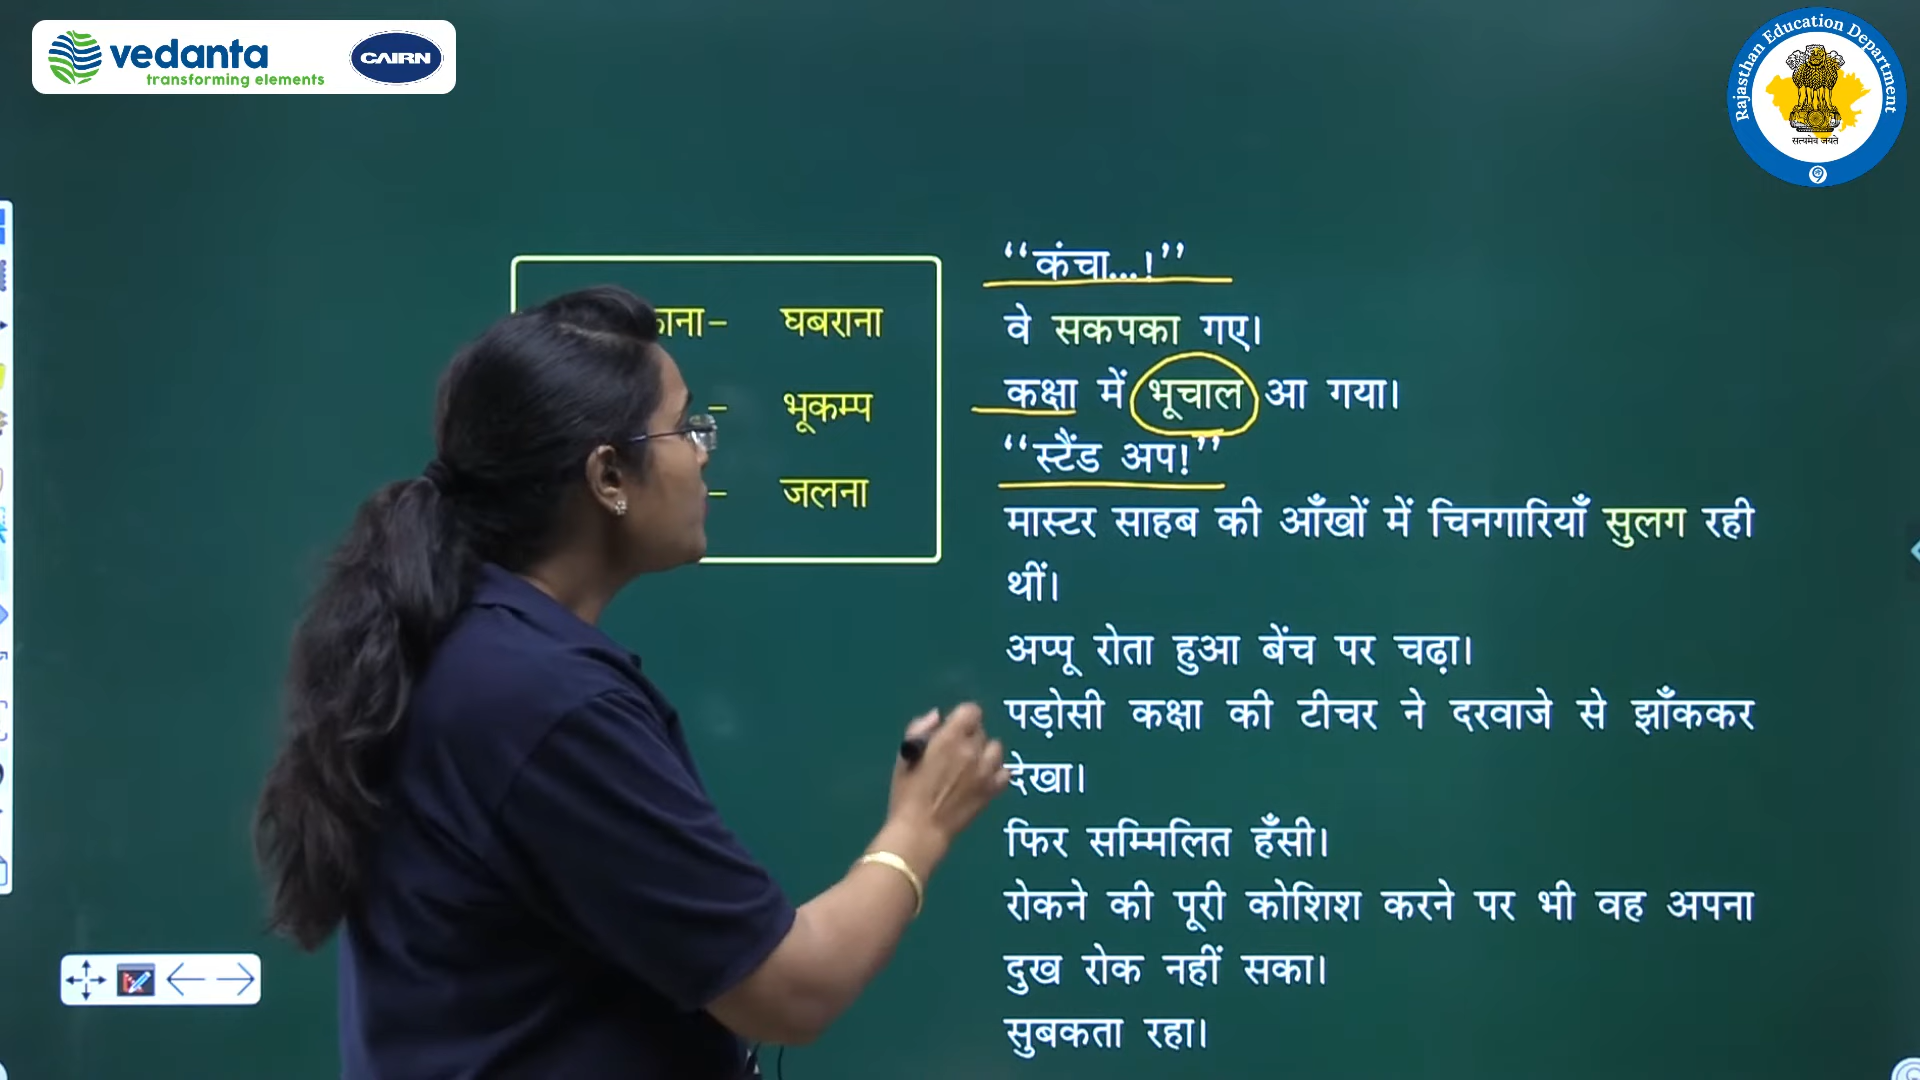 vedanta
transforming elements
CAIRN
Rajasthan Education Department
सत्यमेव जयते
घबराना
– भूकम्प
– जलना
“कंचा...!”
वे सकपका गए।
कक्षा में भूचाल आ गया।
“स्टैंड अप!”
मास्टर साहब की आँखों में चिनगारियाँ सुलग रही
थीं।
अप्पू रोता हुआ बेंच पर चढ़ा।
पड़ोसी कक्षा की टीचर ने दरवाजे से झाँककर
देखा।
फिर सम्मिलित हँसी।
रोकने की पूरी कोशिश करने पर भी वह अपना
दुख रोक नहीं सका।
सुबकता रहा।